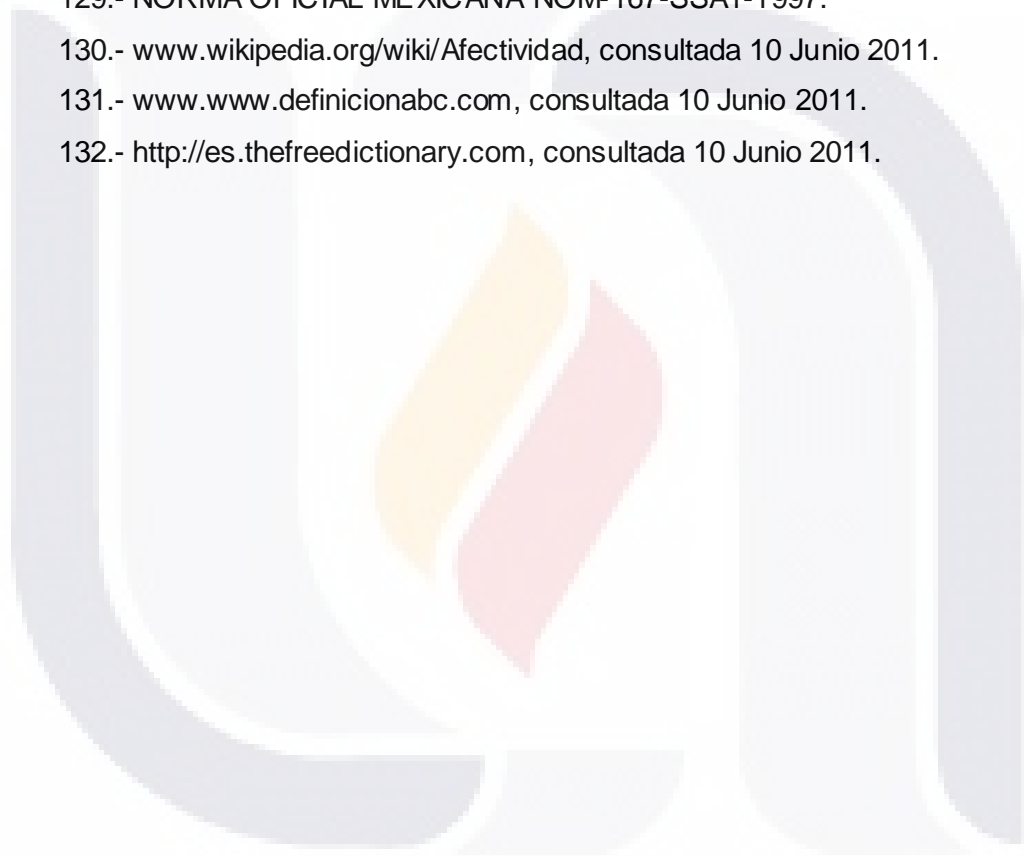 129.- NORMA OFICIAL MEXICANA NOM-167-SSA1-1997.
130.- www.wikipedia.org/wiki/Afectividad, consultada 10 Junio 2011.
131.- www.www.definicionabc.com, consultada 10 Junio 2011.
132.- http://es.thefreedictionary.com, consultada 10 Junio 2011.